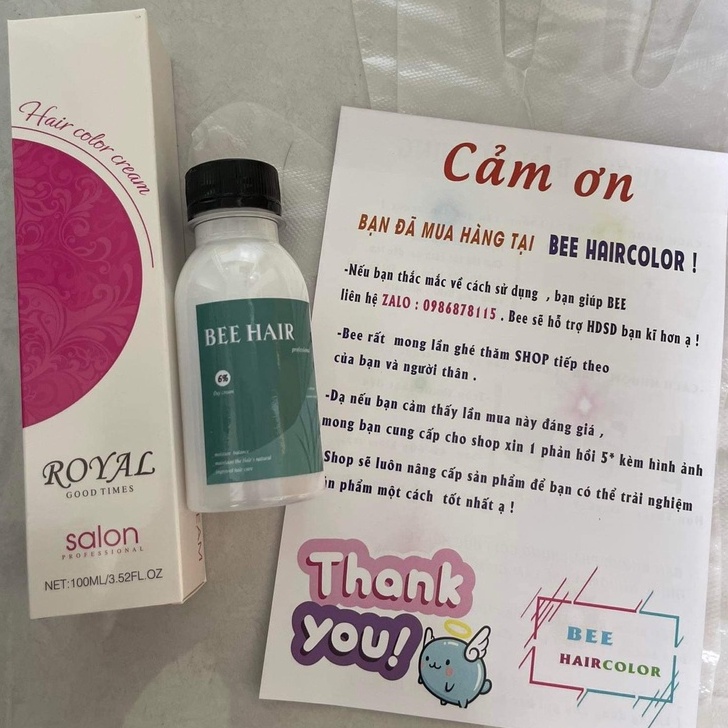 Hair color cream
ROYAL
GOOD TIMES
salon
PROFESSIONAL
NET:100ML/3.52FL.OZ
BEE HAIR
6%
Cảm ơn
BẠN ĐÃ MUA HÀNG TẠI BEE HAIRCOLOR !
-Nếu bạn thắc mắc về cách sử dụng , bạn giúp BEE
liên hệ ZALO : 0986878115 . Bee sẽ hỗ trợ HDSD bạn kĩ hơn ạ !
-Bee rất mong lần ghé thăm SHOP tiếp theo
của bạn và người thân .
-Dạ nếu bạn cảm thấy lần mua này đáng giá ,
mong bạn cung cấp cho shop xin 1 phản hồi 5* kèm hình ảnh
Shop sẽ luôn nâng cấp sản phẩm để bạn có thể trải nghiệm
phẩm một cách tốt nhất ạ !
Thank
you!
BEE
HAIRCOLOR